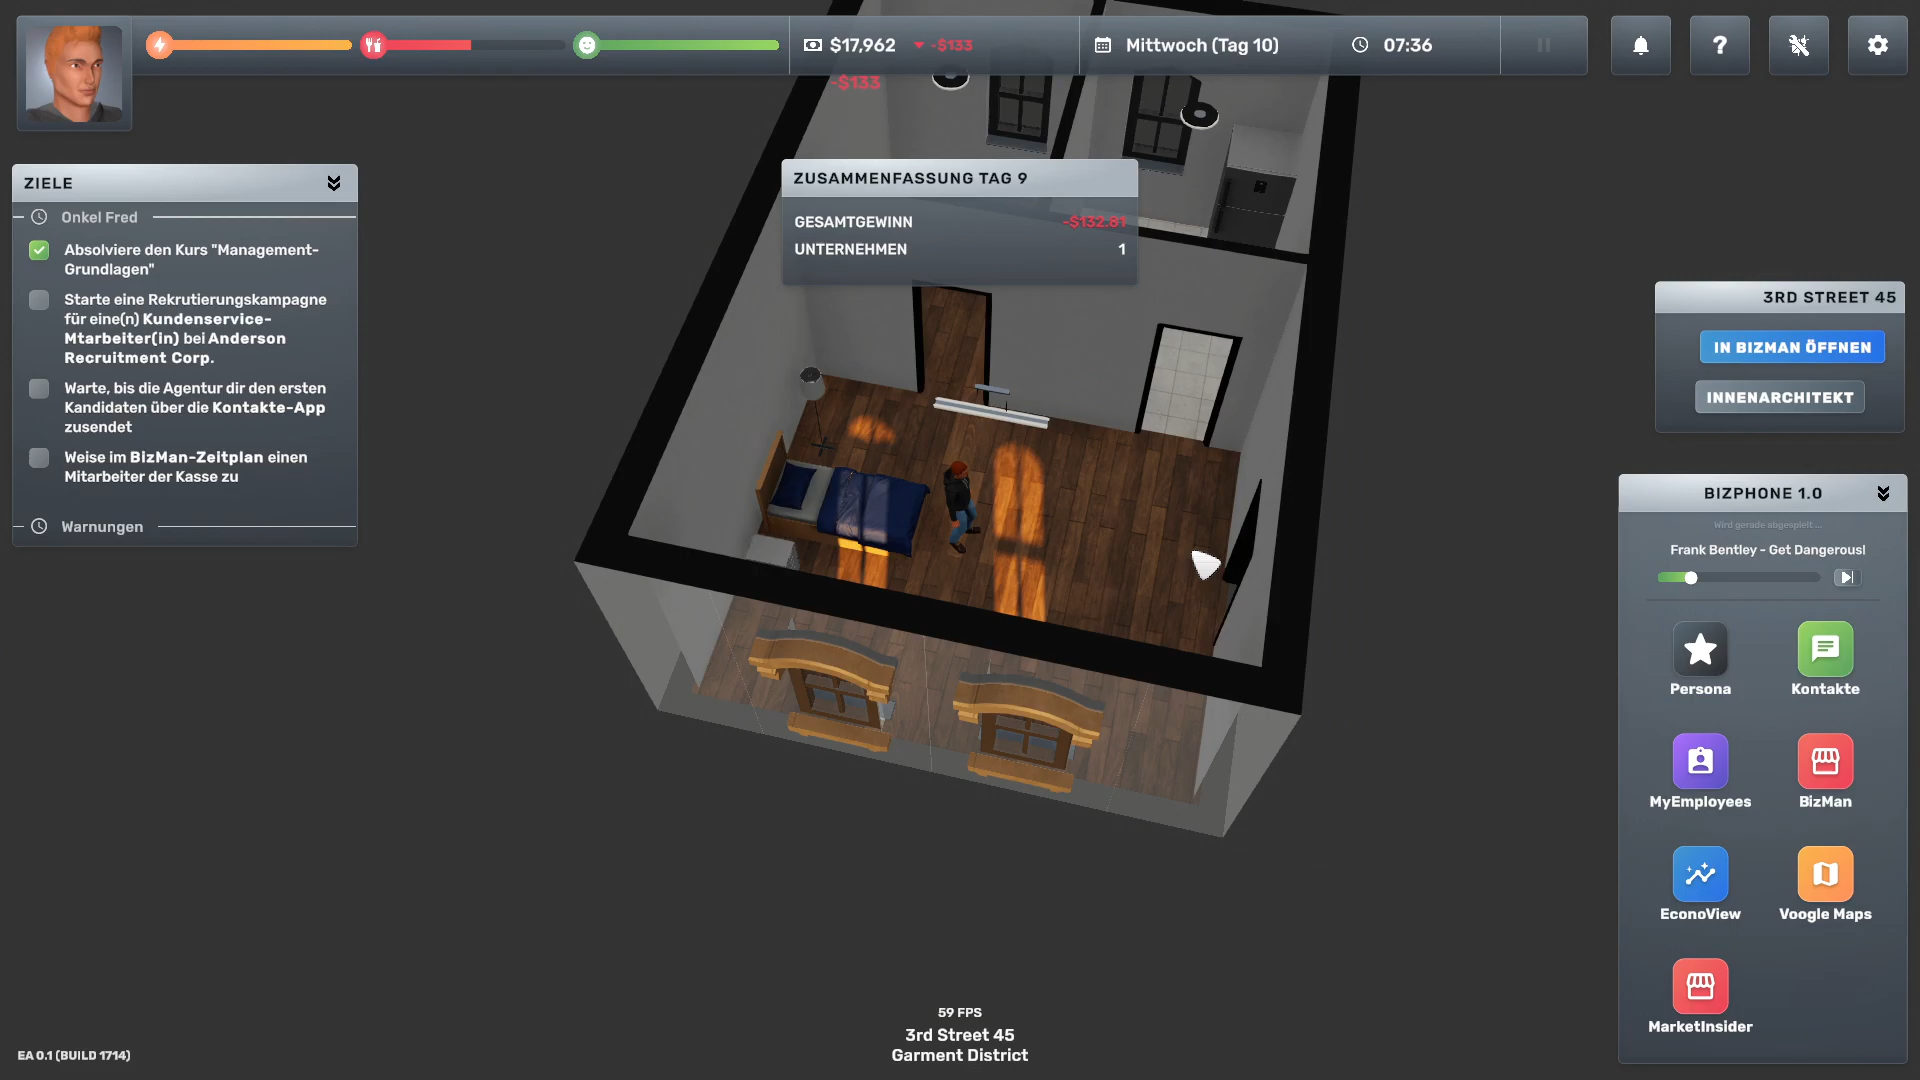 $17,962 -$133
Mittwoch (Tag 10)
07:36
-$133
ZIELE
Onkel Fred
Absolviere den Kurs "Management-
Grundlagen"
Starte eine Rekrutierungskampagne
für eine(n) Kundenservice-
Mtarbeiter(in) bei Anderson
Recruitment Corp.
Warte, bis die Agentur dir den ersten
Kandidaten über die Kontakte-App
zusendet
Weise im BizMan-Zeitplan einen
Mitarbeiter der Kasse zu
Warnungen
ZUSAMMENFASSUNG TAG 9
GESAMTGEWINN -$132.81
UNTERNEHMEN 1
3RD STREET 45
IN BIZMAN ÖFFNEN
INNENARCHITEKT
BIZPHONE 1.0
Wird gerade abgespielt ...
Frank Bentley - Get Dangerous!
Persona Kontakte
MyEmployees BizMan
EconoView Voogle Maps
MarketInsider
59 FPS
3rd Street 45
Garment District
EA 0.1 (BUILD 1714)